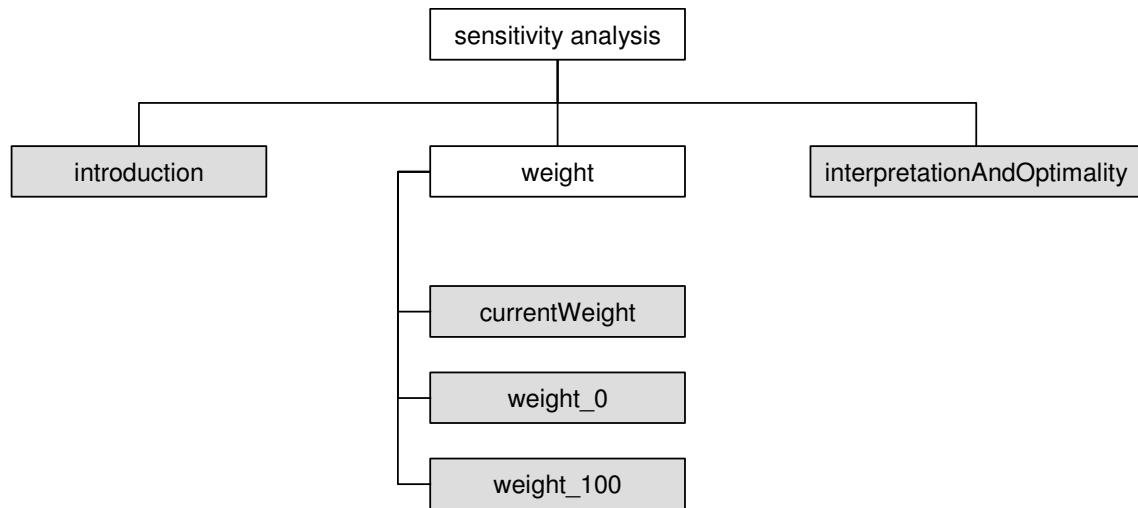 sensitivity analysis
introduction
weight
interpretationAndOptimality
currentWeight
weight_0
weight_100